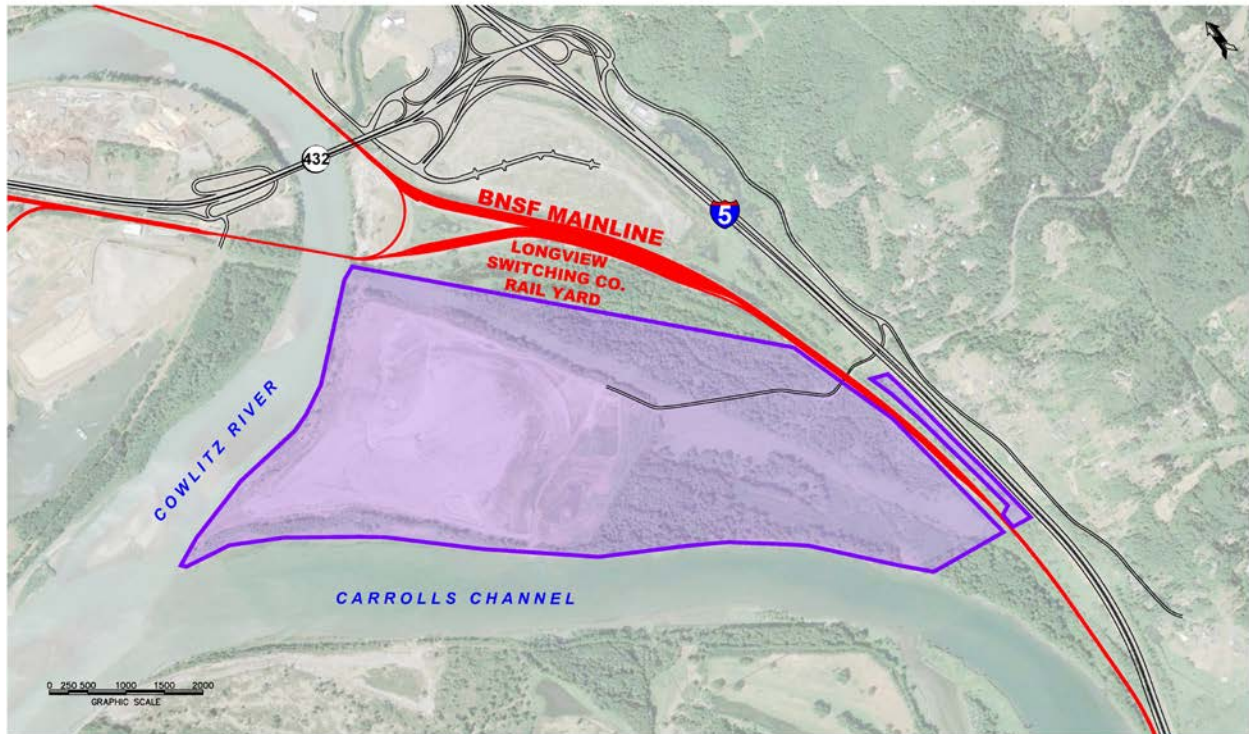 432
BNSF MAINLINE
5
LONGVIEW
SWITCHING CO.
RAIL YARD
COWLITZ RIVER
CARROLLS CHANNEL
0 250 500 1000 1500 2000
GRAPHIC SCALE